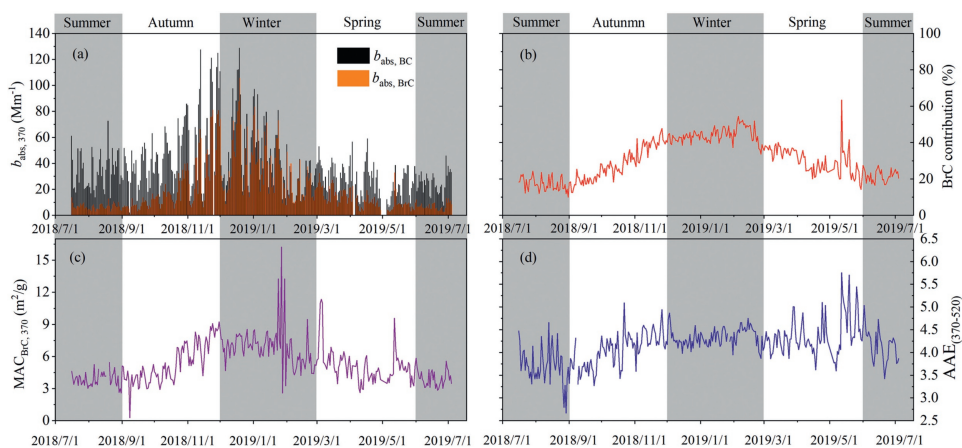 Summer Autumn Winter Spring Summer
(a)
b abs, BC
b abs, BrC
b abs, 370 (Mm-1)
140
120
100
80
60
40
20
0
2018/7/1 2018/9/1 2018/11/1 2019/1/1 2019/3/1 2019/5/1 2019/7/1
Summer Autunmn Winter Spring Summer
(b)
100
80
60
40
20
0
BrC contribution (%)
2018/7/1 2018/9/1 2018/11/1 2019/1/1 2019/3/1 2019/5/1 2019/7/1
(c)
MAC BrC, 370 (m2/g)
15
12
9
6
3
0
2018/7/1 2018/9/1 2018/11/1 2019/1/1 2019/3/1 2019/5/1 2019/7/1
(d)
6.5
6.0
5.5
5.0
4.5
4.0
3.5
3.0
2.5
AAE(370-520)
2018/7/1 2018/9/1 2018/11/1 2019/1/1 2019/3/1 2019/5/1 2019/7/1